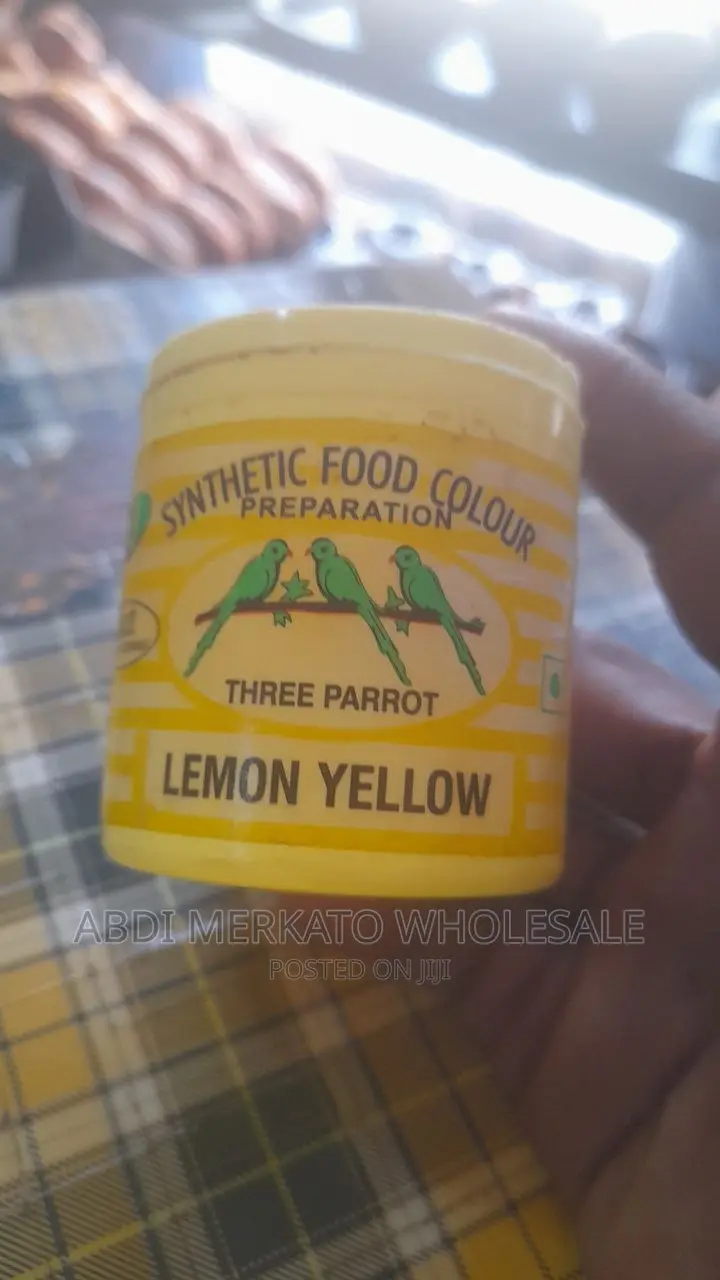 SYNTHETIC FOOD COLOUR
PREPARATION
THREE PARROT
LEMON YELLOW
ABDI MERKATO WHOLESALE
POSTED ON JIJI